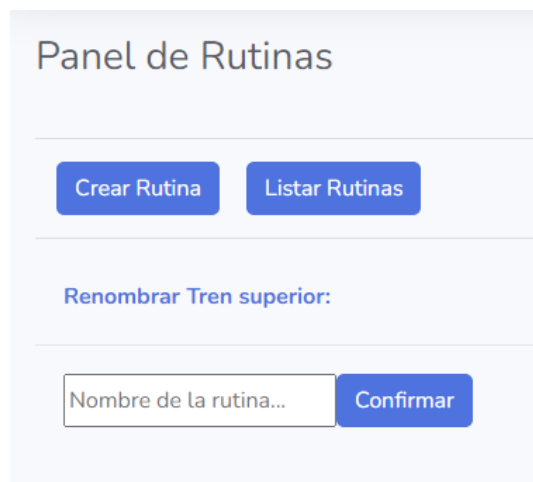 Panel de Rutinas
Crear Rutina Listar Rutinas
Renombrar Tren superior:
Nombre de la rutina... Confirmar